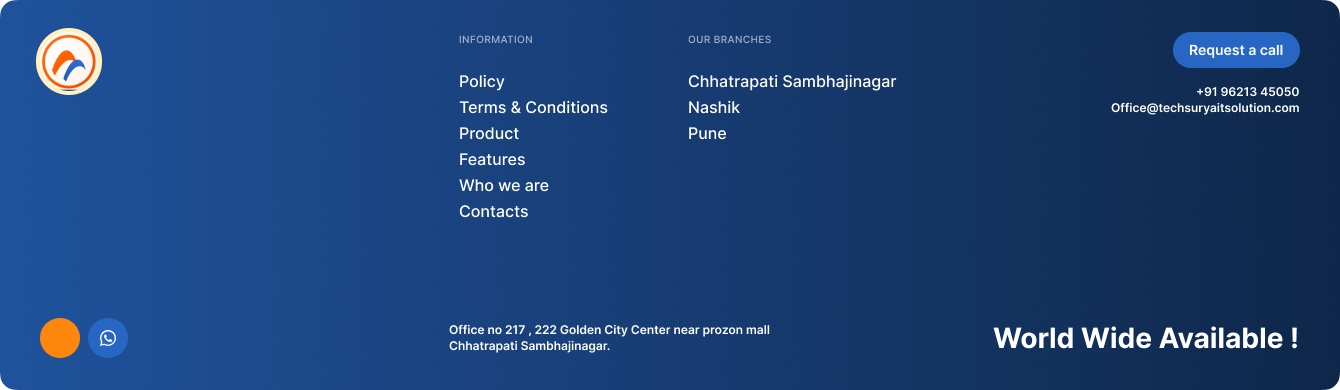 INFORMATION
Policy
Terms & Conditions
Product
Features
Who we are
Contacts
OUR BRANCHES
Chhatrapati Sambhajinagar
Nashik
Pune
Request a call
+91 96213 45050
Office@techsuryaitsolution.com
Office no 217 , 222 Golden City Center near prozon mall
Chhatrapati Sambhajinagar.
World Wide Available !